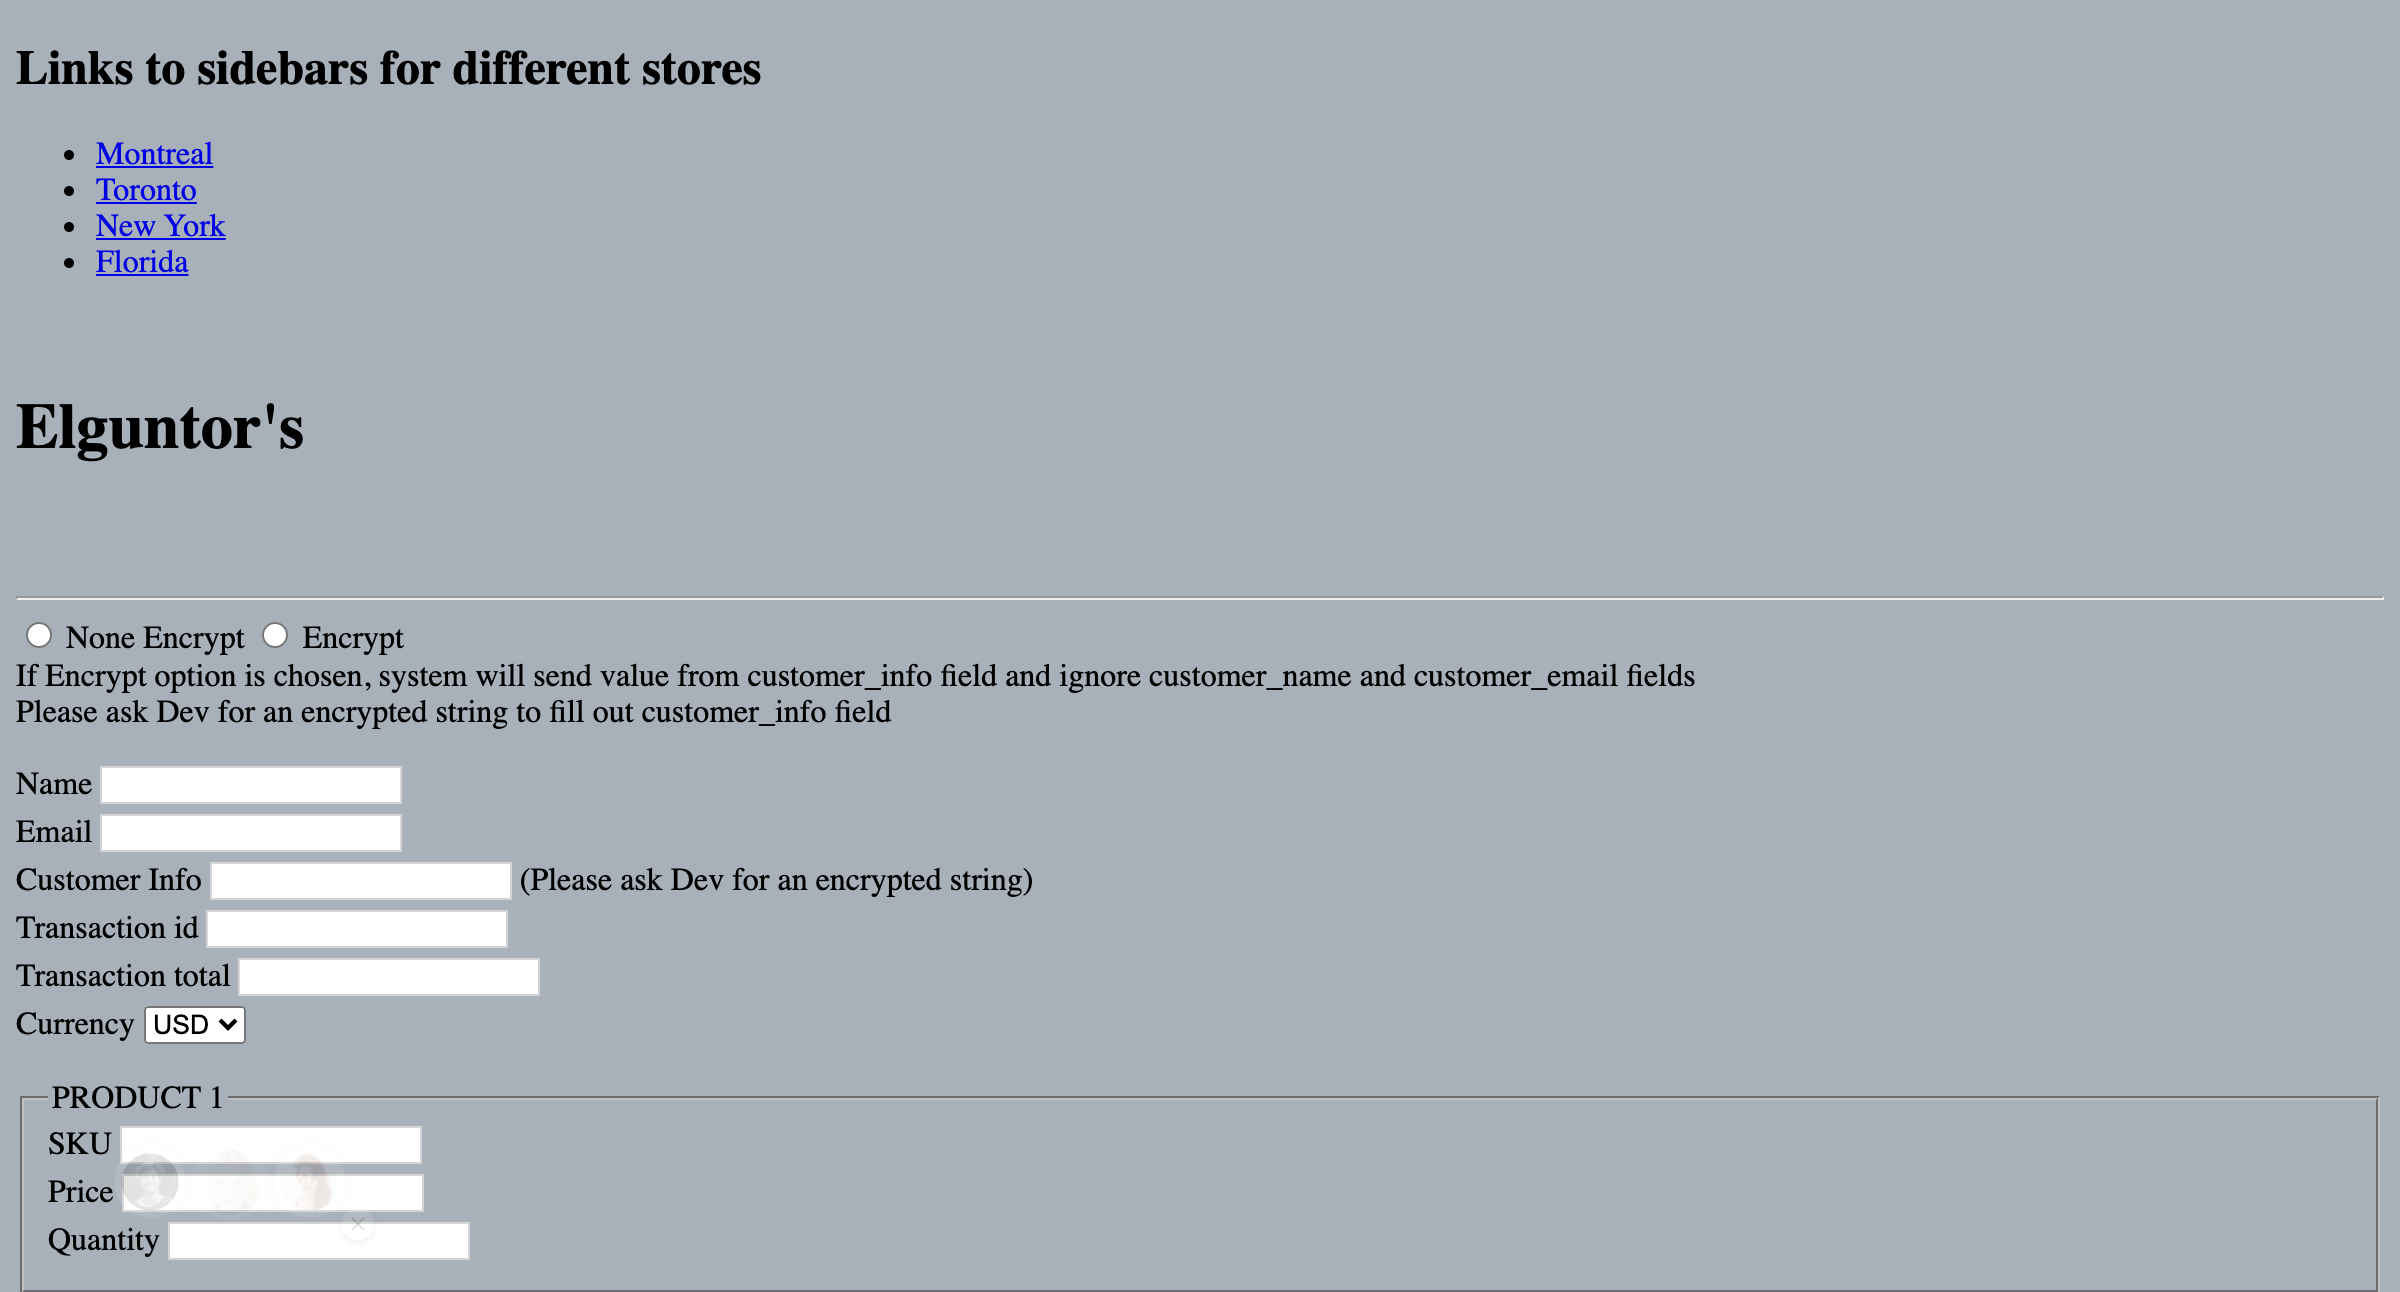 Links to sidebars for different stores
Montreal
Toronto
New York
Florida
Elguntor's
None Encrypt Encrypt
If Encrypt option is chosen, system will send value from customer_info field and ignore customer_name and customer_email fields
Please ask Dev for an encrypted string to fill out customer_info field
Name
Email
Customer Info (Please ask Dev for an encrypted string)
Transaction id
Transaction total
Currency USD
PRODUCT 1
SKU
Price
Quantity